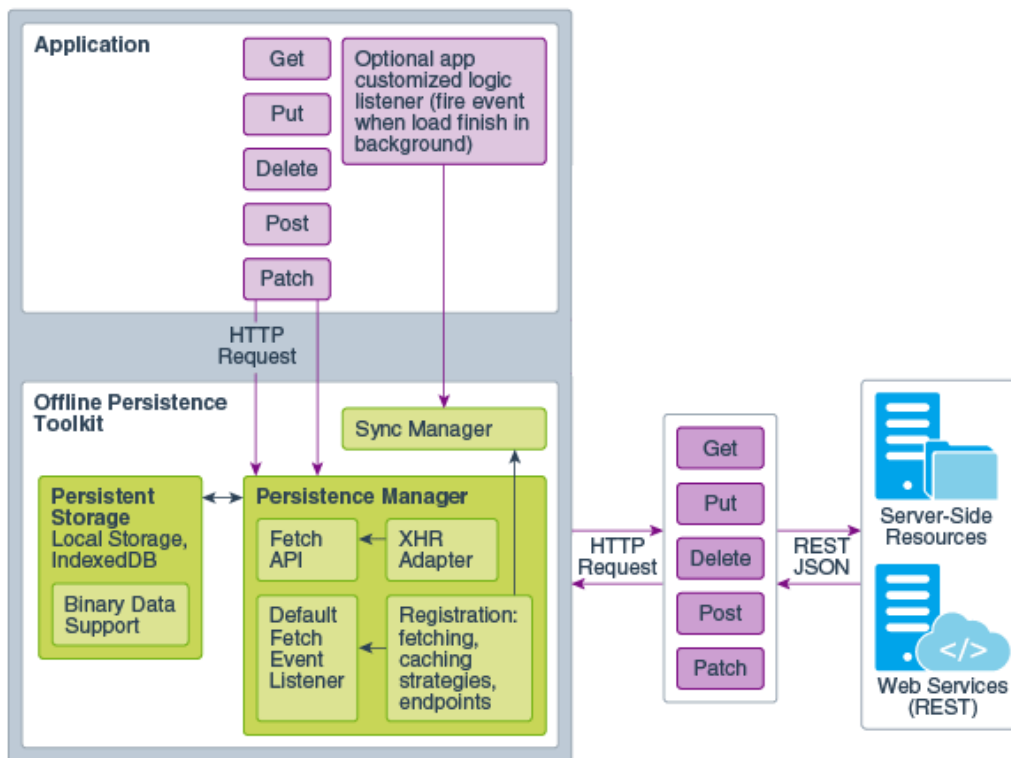 Application
Get
Put
Delete
Post
Patch
Optional app
customized logic
listener (fire event
when load finish in
background)
HTTP
Request
Offline Persistence
Toolkit
Sync Manager
Persistent
Storage
Local Storage,
IndexedDB
Binary Data
Support
Persistence Manager
Fetch
API
XHR
Adapter
Default
Fetch
Event
Listener
Registration:
fetching,
caching
strategies,
endpoints
HTTP
Request
Get
Put
Delete
Post
Patch
REST
JSON
Server-Side
Resources
</>
Web Services
(REST)